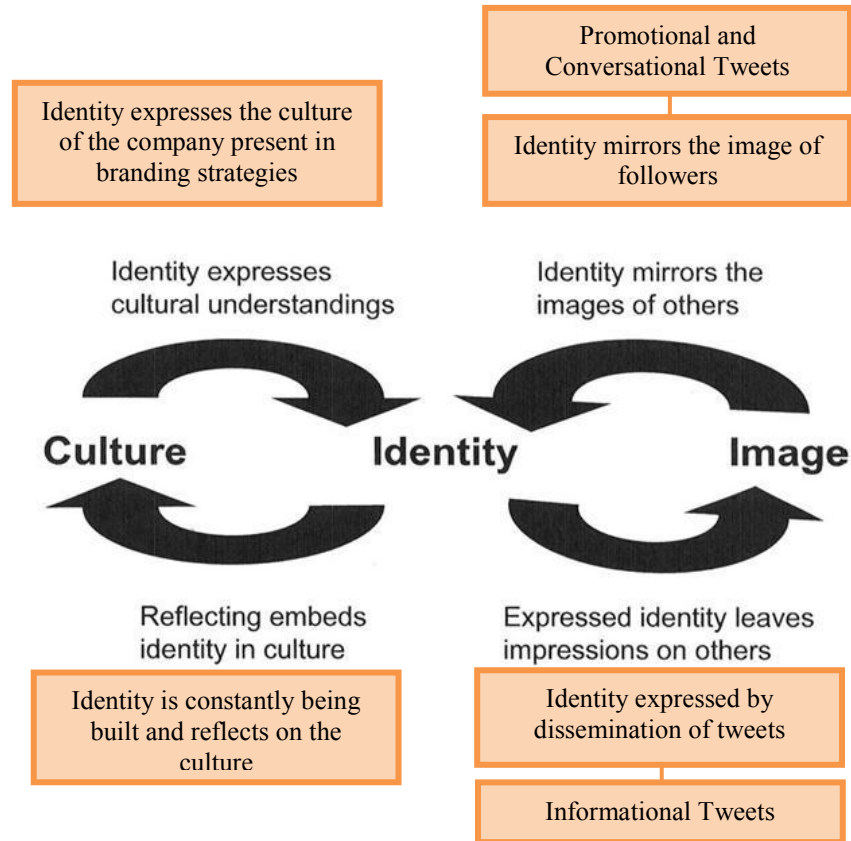 Promotional and
Conversational Tweets
Identity expresses the culture
of the company present in
branding strategies
Identity mirrors the image of
followers
Identity expresses
cultural understandings
Identity mirrors the
images of others
Culture
Identity
Image
Reflecting embeds
identity in culture
Expressed identity leaves
impressions on others
Identity is constantly being
built and reflects on the
culture
Identity expressed by
dissemination of tweets
Informational Tweets